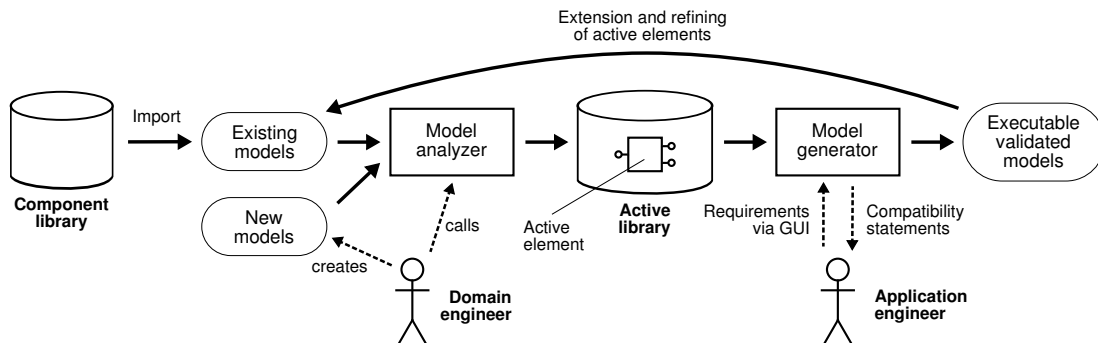 Extension and refining
of active elements
Import
Component
library
Existing
models
New
models
creates
Model
analyzer
calls
Domain
engineer
Active
element
Active
library
Model
generator
Requirements
via GUI
Compatibility
statements
Application
engineer
Executable
validated
models